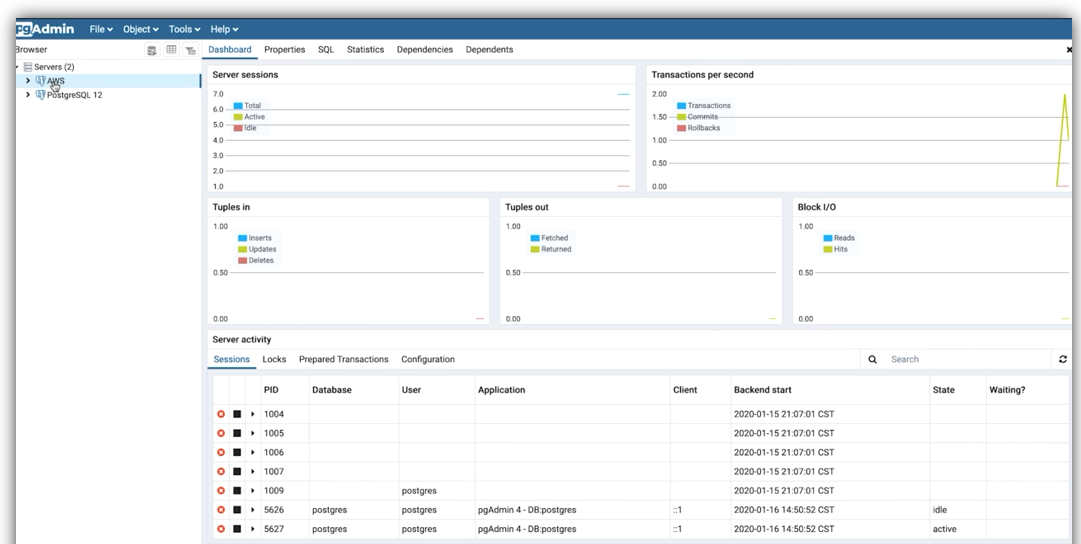 pgAdmin File Object Tools Help
Browser
Dashboard Properties SQL Statistics Dependencies Dependents
Servers (2)
AWS
PostgreSQL 12
Server sessions
7.0
6.0
5.0
4.0
3.0
2.0
1.0
Total
Active
Idle
Transactions per second
2.00
1.50
1.00
0.50
0.00
Transactions
Commits
Rollbacks
Tuples in
1.00
0.50
0.00
Inserts
Updates
Deletes
Tuples out
1.00
0.50
0.00
Fetched
Returned
Block I/O
1.00
0.50
0.00
Reads
Hits
Server activity
Sessions Locks Prepared Transactions Configuration Search
PID Database User Application Client Backend start State Waiting?
1004 2020-01-15 21:07:01 CST
1005 2020-01-15 21:07:01 CST
1006 2020-01-15 21:07:01 CST
1007 2020-01-15 21:07:01 CST
1009 postgres 2020-01-15 21:07:01 CST
5626 postgres postgres pgAdmin 4 - DB:postgres ::1 2020-01-16 14:50:52 CST idle
5627 postgres postgres pgAdmin 4 - DB:postgres ::1 2020-01-16 14:50:52 CST active